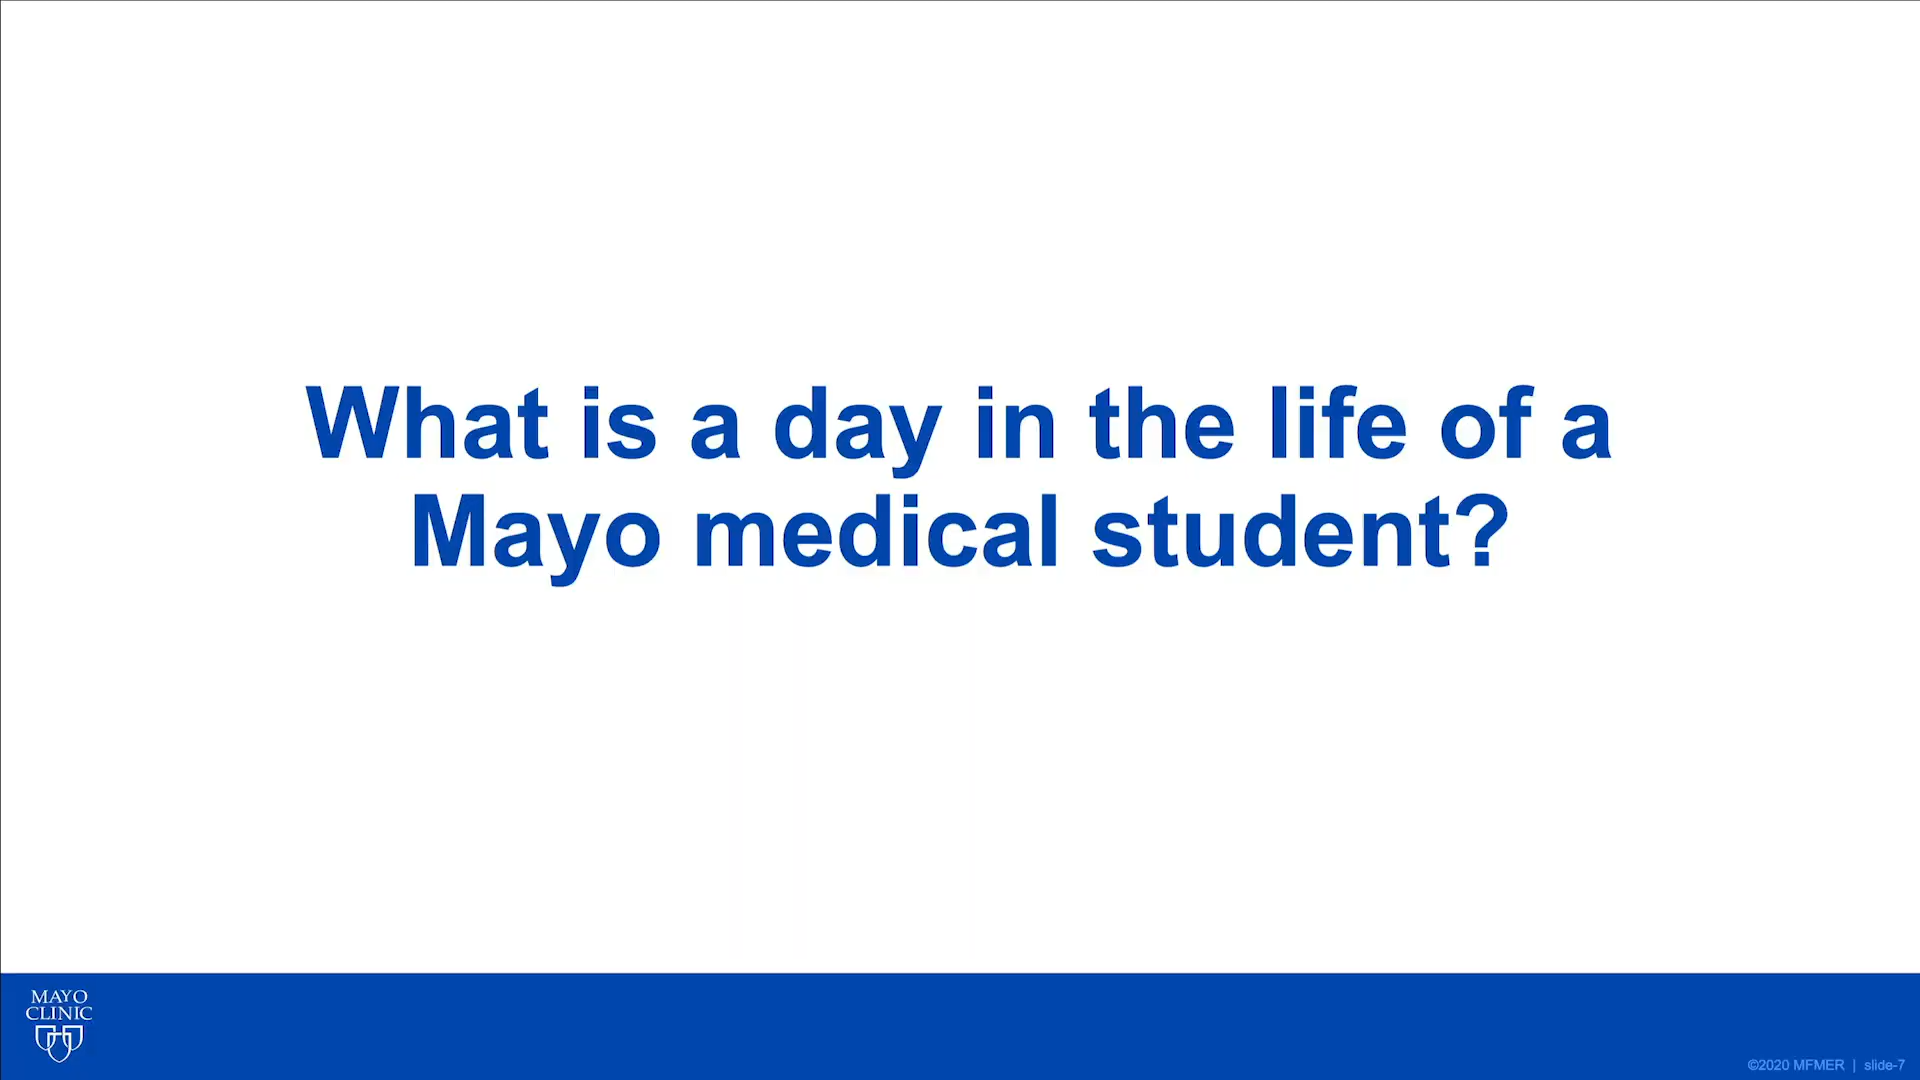 What is a day in the life of a
Mayo medical student?
MAYO
CLINIC
©2020 MFMER | slide-7